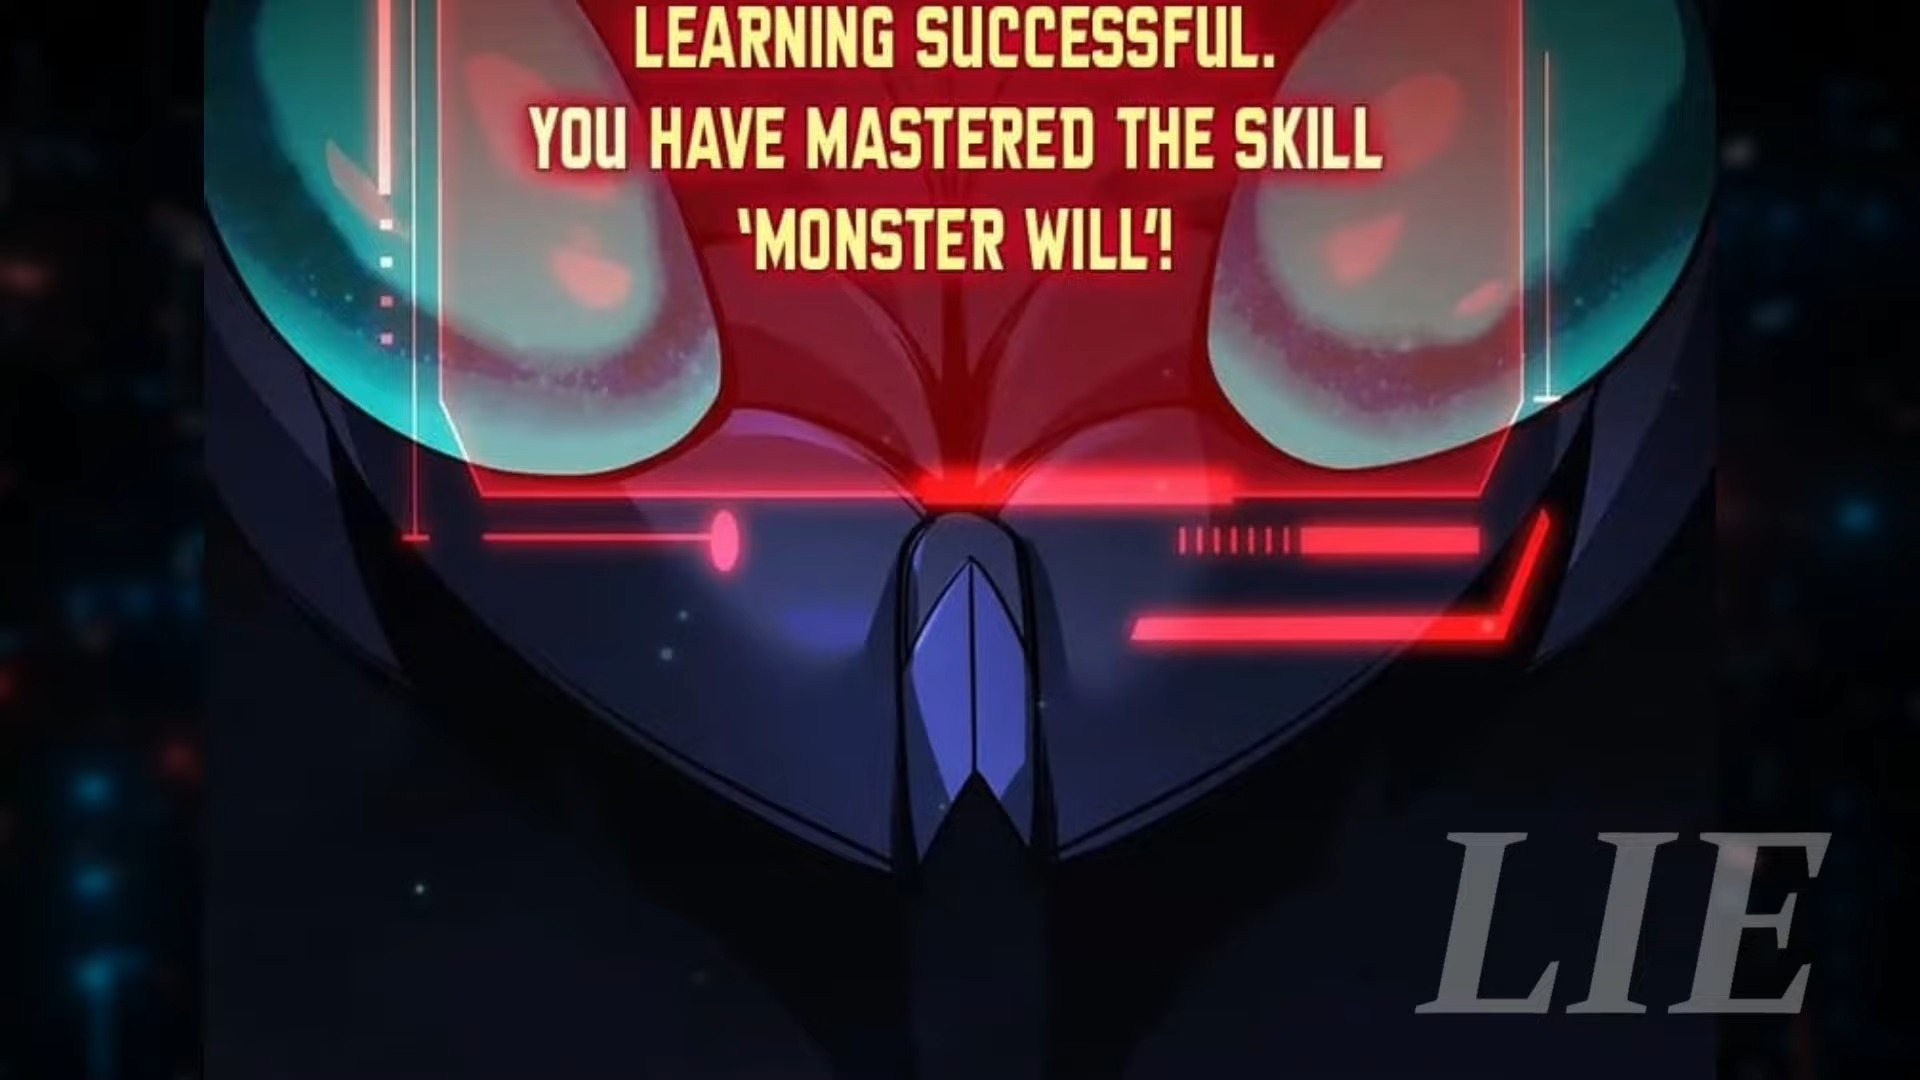 LEARNING SUCCESSFUL.
YOU HAVE MASTERED THE SKILL
'MONSTER WILL'!
LIE